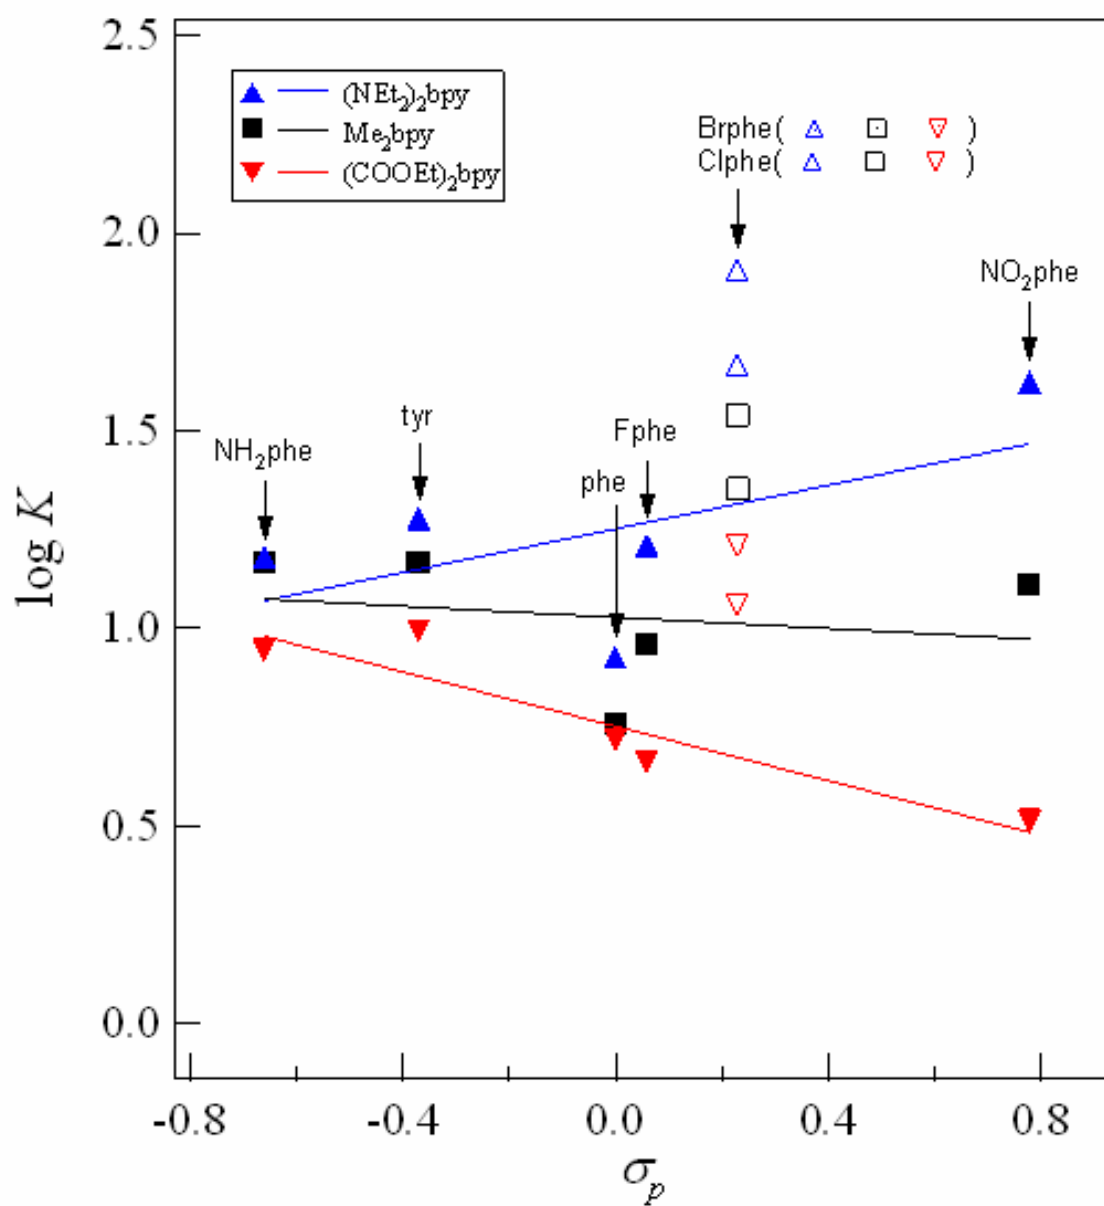 2.5
(NEt₂)₂bpy
Me₂bpy
(COOEt)₂bpy
Brphe( )
Clphe( )
2.0
NO₂phe
1.5
tyr
Fphe
NH₂phe
phe
log K
1.0
0.5
0.0
-0.8 -0.4 0.0 0.4 0.8
σₚ